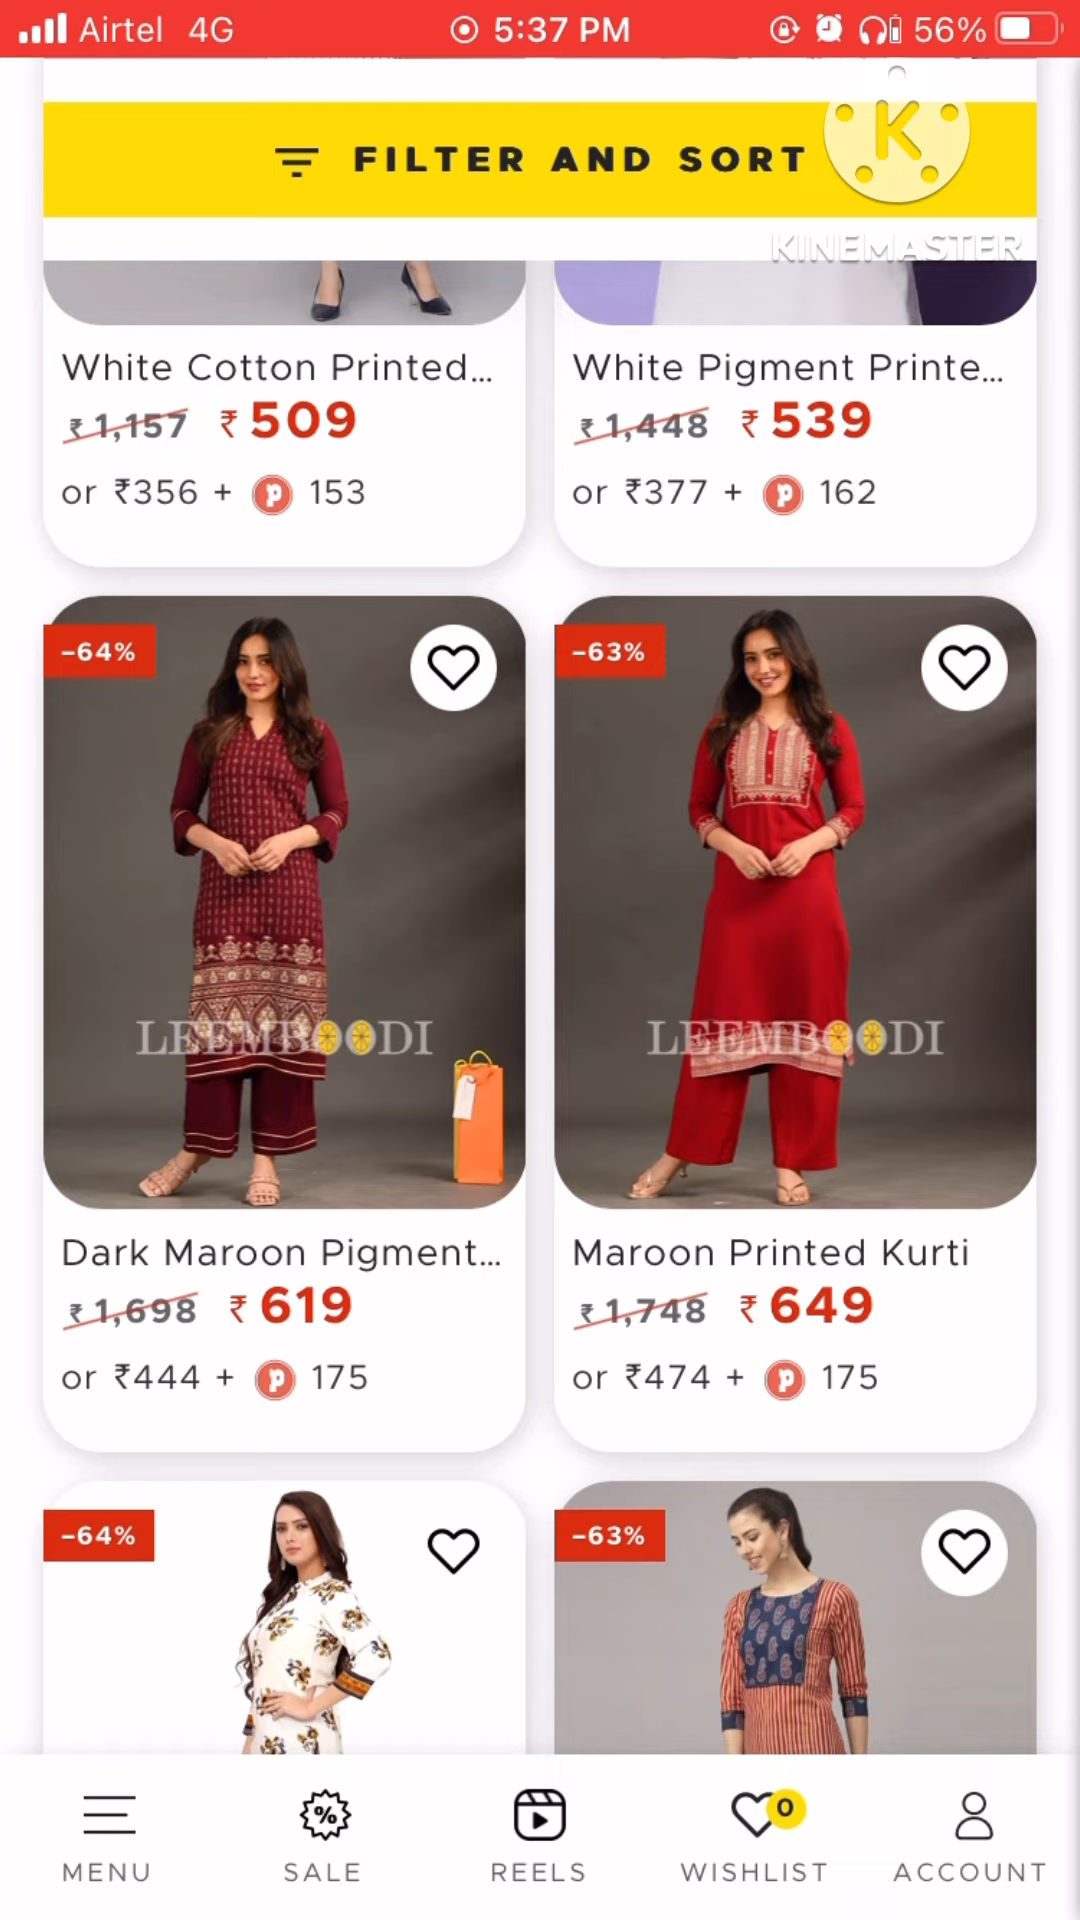 Airtel 4G 5:37 PM 56%
FILTER AND SORT
K
KINEMASTER
White Cotton Printed...
₹ 1,157 ₹ 509
or ₹356 + P 153
White Pigment Printe...
₹ 1,448 ₹ 539
or ₹377 + P 162
-64%
LEEMBOODI
Dark Maroon Pigment...
₹ 1,698 ₹ 619
or ₹444 + P 175
-63%
LEEMBOODI
Maroon Printed Kurti
₹ 1,748 ₹ 649
or ₹474 + P 175
-64%
-63%
MENU
% SALE
REELS
0 WISHLIST
ACCOUNT